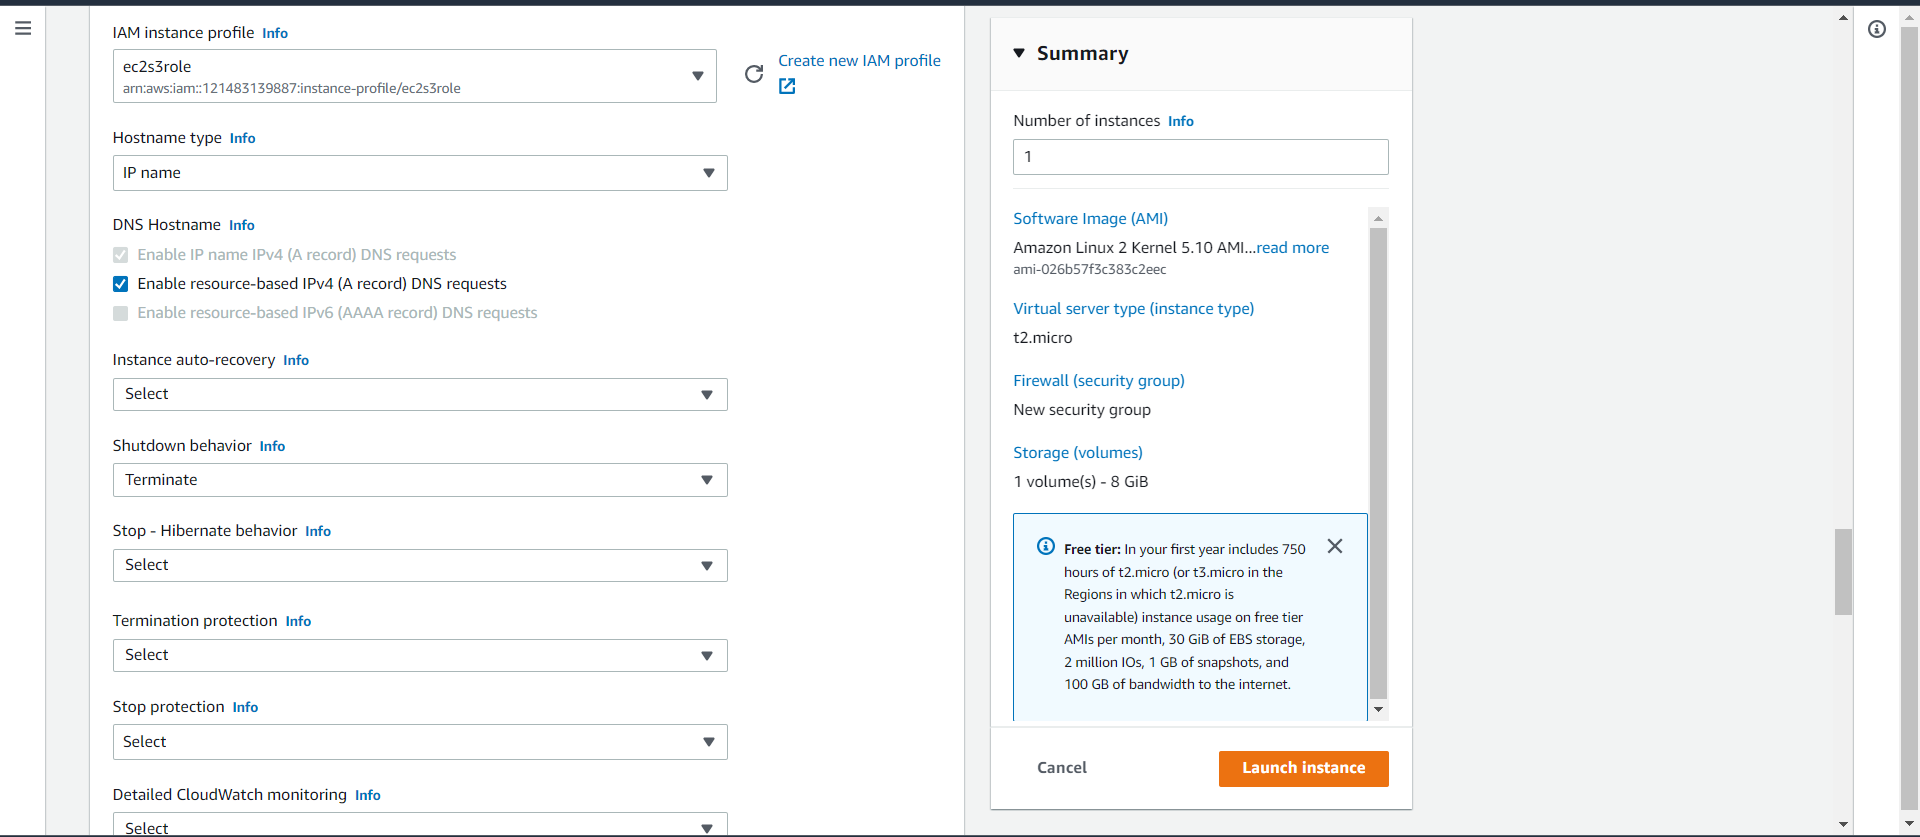 IAM instance profile Info
ec2s3role
arn:aws:iam::121483139887:instance-profile/ec2s3role
Create new IAM profile
Hostname type Info
IP name
DNS Hostname Info
Enable IP name IPv4 (A record) DNS requests
Enable resource-based IPv4 (A record) DNS requests
Enable resource-based IPv6 (AAAA record) DNS requests
Instance auto-recovery Info
Select
Shutdown behavior Info
Terminate
Stop - Hibernate behavior Info
Select
Termination protection Info
Select
Stop protection Info
Select
Detailed CloudWatch monitoring Info
Select
Summary
Number of instances Info
1
Software Image (AMI)
Amazon Linux 2 Kernel 5.10 AMI...read more
ami-026b57f3c383c2eec
Virtual server type (instance type)
t2.micro
Firewall (security group)
New security group
Storage (volumes)
1 volume(s) - 8 GiB
Free tier: In your first year includes 750
hours of t2.micro (or t3.micro in the
Regions in which t2.micro is
unavailable) instance usage on free tier
AMIs per month, 30 GiB of EBS storage,
2 million IOs, 1 GB of snapshots, and
100 GB of bandwidth to the internet.
Cancel
Launch instance